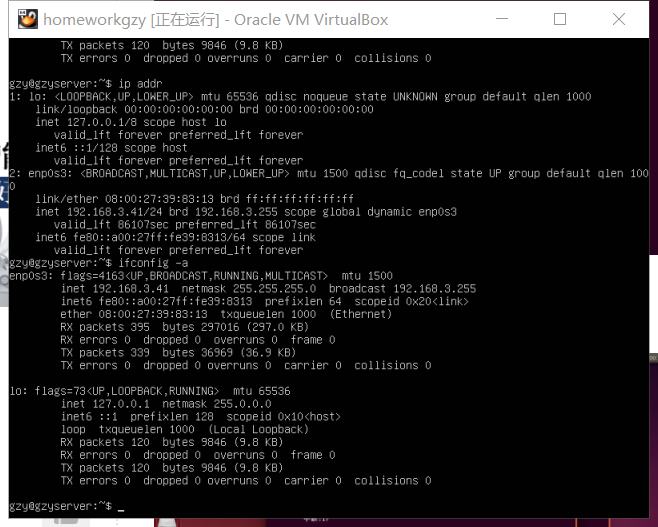 homeworkgzy [正在运行] - Oracle VM VirtualBox
TX packets 120  bytes 9846 (9.8 KB)
TX errors 0  dropped 0 overruns 0  carrier 0  collisions 0
gzy@gzyserver:~$ ip addr
1: lo: <LOOPBACK,UP,LOWER_UP> mtu 65536 qdisc noqueue state UNKNOWN group default qlen 1000
link/loopback 00:00:00:00:00:00 brd 00:00:00:00:00:00
inet 127.0.0.1/8 scope host lo
valid_lft forever preferred_lft forever
inet6 ::1/128 scope host
valid_lft forever preferred_lft forever
2: enp0s3: <BROADCAST,MULTICAST,UP,LOWER_UP> mtu 1500 qdisc fq_codel state UP group default qlen 100
0
link/ether 08:00:27:39:83:13 brd ff:ff:ff:ff:ff:ff
inet 192.168.3.41/24 brd 192.168.3.255 scope global dynamic enp0s3
valid_lft 86107sec preferred_lft 86107sec
inet6 fe80::a00:27ff:fe39:8313/64 scope link
valid_lft forever preferred_lft forever
gzy@gzyserver:~$ ifconfig -a
enp0s3: flags=4163<UP,BROADCAST,RUNNING,MULTICAST>  mtu 1500
inet 192.168.3.41  netmask 255.255.255.0  broadcast 192.168.3.255
inet6 fe80::a00:27ff:fe39:8313  prefixlen 64  scopeid 0x20<link>
ether 08:00:27:39:83:13  txqueuelen 1000  (Ethernet)
RX packets 395  bytes 297016 (297.0 KB)
RX errors 0  dropped 0  overruns 0  frame 0
TX packets 339  bytes 36969 (36.9 KB)
TX errors 0  dropped 0 overruns 0  carrier 0  collisions 0
lo: flags=73<UP,LOOPBACK,RUNNING>  mtu 65536
inet 127.0.0.1  netmask 255.0.0.0
inet6 ::1  prefixlen 128  scopeid 0x10<host>
loop  txqueuelen 1000  (Local Loopback)
RX packets 120  bytes 9846 (9.8 KB)
RX errors 0  dropped 0  overruns 0  frame 0
TX packets 120  bytes 9846 (9.8 KB)
TX errors 0  dropped 0 overruns 0  carrier 0  collisions 0
gzy@gzyserver:~$ _